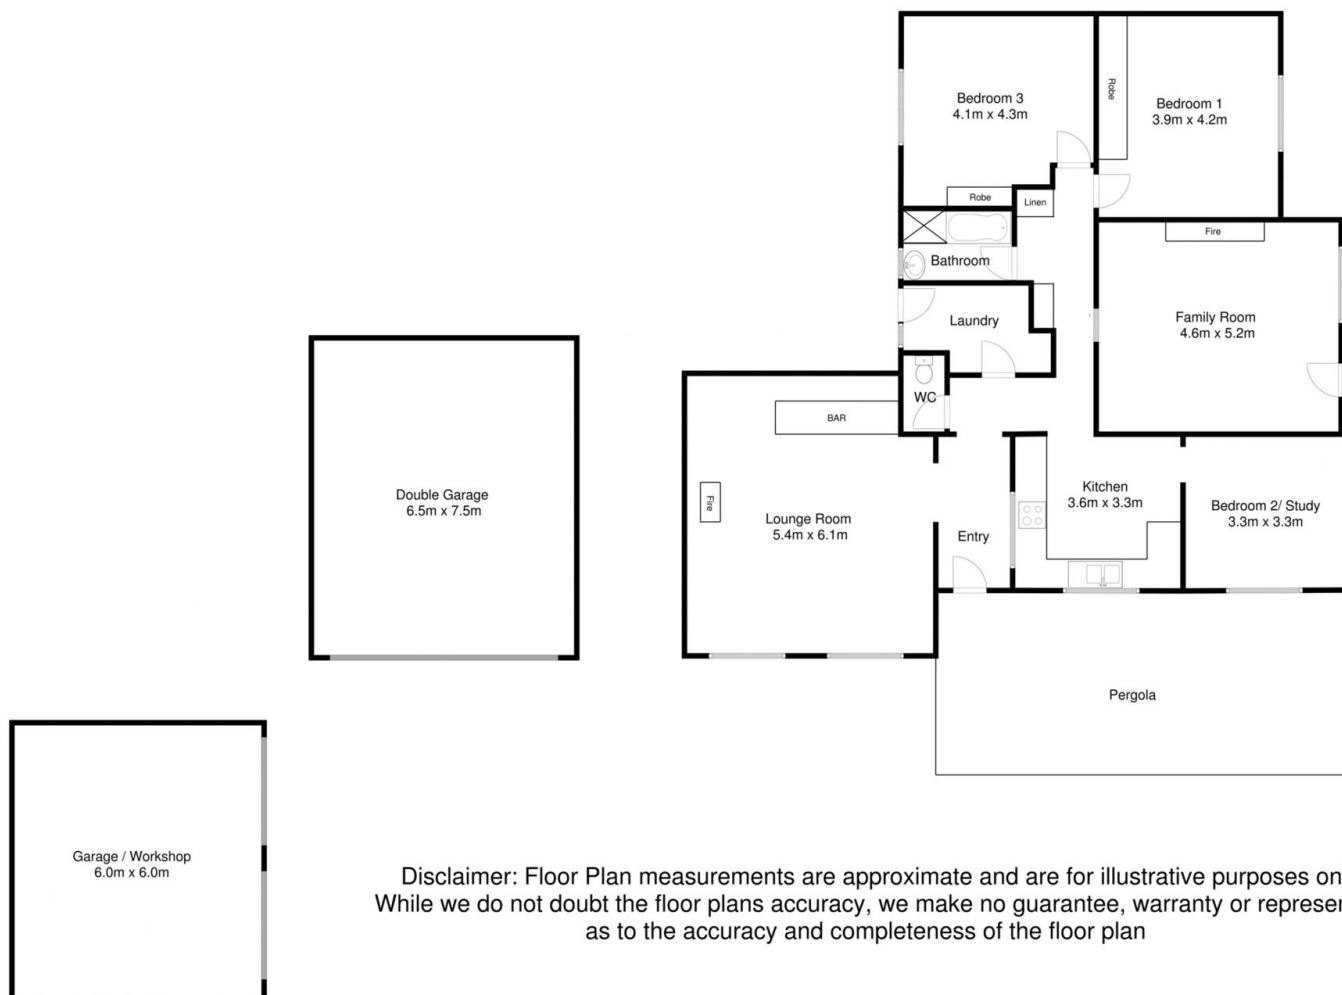 Bedroom 3
4.1m x 4.3m
Robe
Bedroom 1
3.9m x 4.2m
Robe
Linen
Bathroom
Fire
Family Room
4.6m x 5.2m
Laundry
WC
BAR
Fire
Lounge Room
5.4m x 6.1m
Entry
Kitchen
3.6m x 3.3m
Bedroom 2/ Study
3.3m x 3.3m
Double Garage
6.5m x 7.5m
Pergola
Garage / Workshop
6.0m x 6.0m
Disclaimer: Floor Plan measurements are approximate and are for illustrative purposes on
While we do not doubt the floor plans accuracy, we make no guarantee, warranty or represen
as to the accuracy and completeness of the floor plan